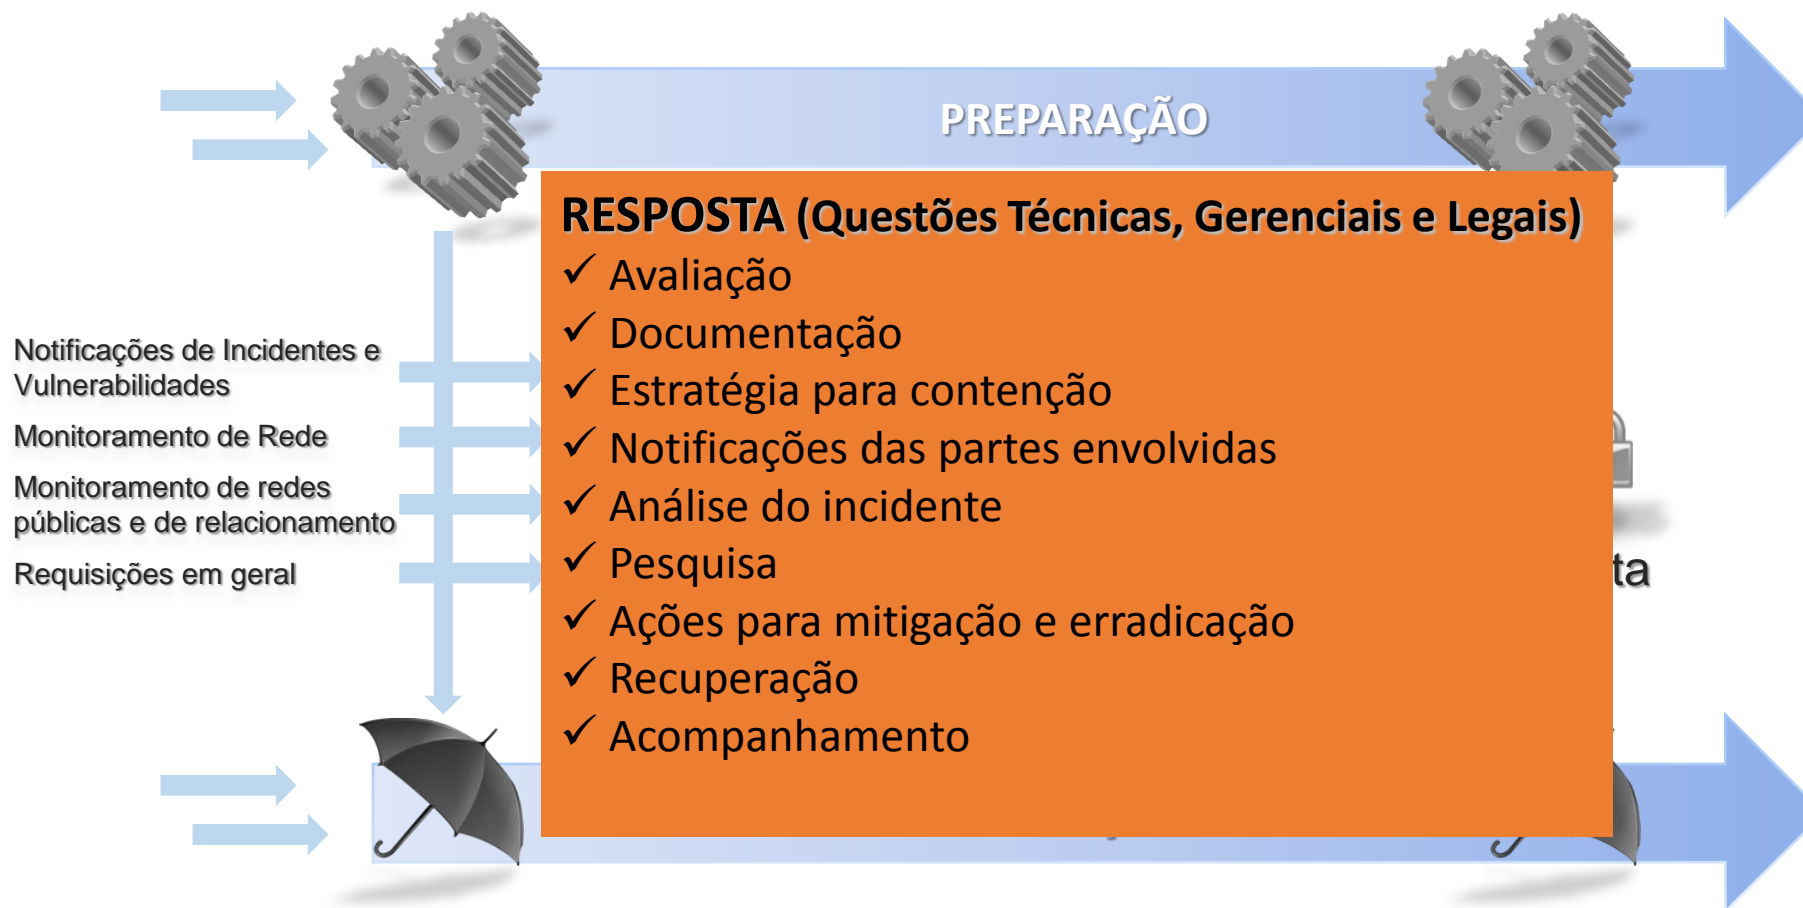 PREPARAÇÃO
RESPOSTA (Questões Técnicas, Gerenciais e Legais)
✓ Avaliação
✓ Documentação
✓ Estratégia para contenção
✓ Notificações das partes envolvidas
✓ Análise do incidente
✓ Pesquisa
✓ Ações para mitigação e erradicação
✓ Recuperação
✓ Acompanhamento
Notificações de Incidentes e
Vulnerabilidades
Monitoramento de Rede
Monitoramento de redes
públicas e de relacionamento
Requisições em geral
ta